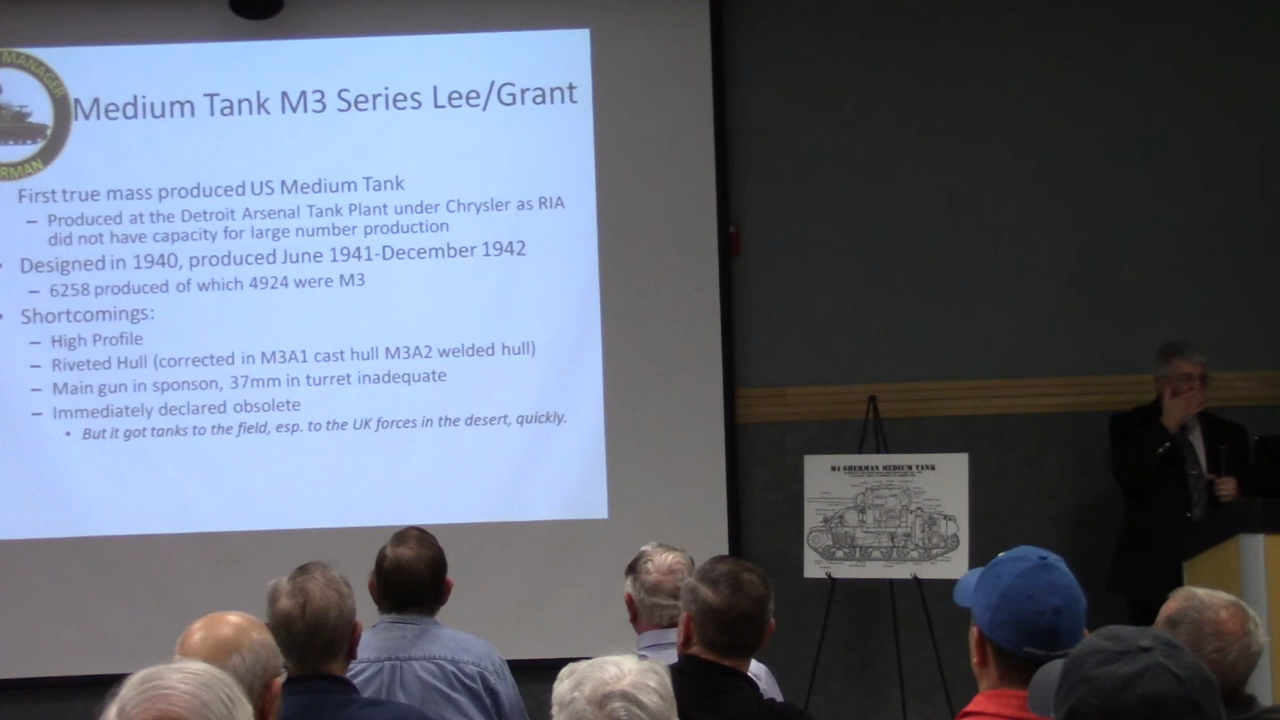 MANAGER
RMAN
Medium Tank M3 Series Lee/Grant
First true mass produced US Medium Tank
– Produced at the Detroit Arsenal Tank Plant under Chrysler as RIA
did not have capacity for large number production
• Designed in 1940, produced June 1941-December 1942
– 6258 produced of which 4924 were M3
• Shortcomings:
– High Profile
– Riveted Hull (corrected in M3A1 cast hull M3A2 welded hull)
– Main gun in sponson, 37mm in turret inadequate
– Immediately declared obsolete
• But it got tanks to the field, esp. to the UK forces in the desert, quickly.
M4 SHERMAN MEDIUM TANK